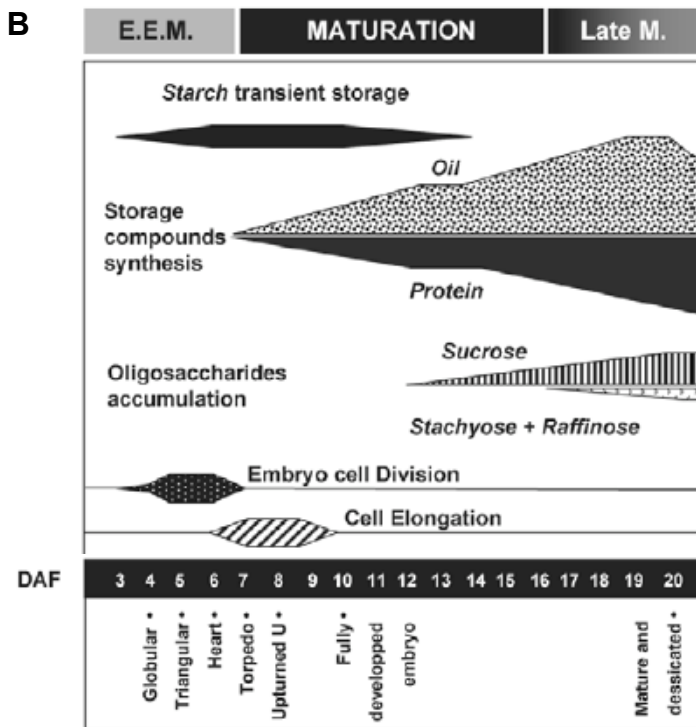 B
E.E.M. MATURATION Late M.
Starch transient storage
Oil
Storage
compounds
synthesis
Protein
Sucrose
Oligosaccharides
accumulation
Stachyose + Raffinose
Embryo cell Division
Cell Elongation
DAF 3 4 5 6 7 8 9 10 11 12 13 14 15 16 17 18 19 20
Globular •
Triangular •
Heart •
Torpedo •
Upturned U •
Fully •
developped
embryo
Mature and
dessicated •